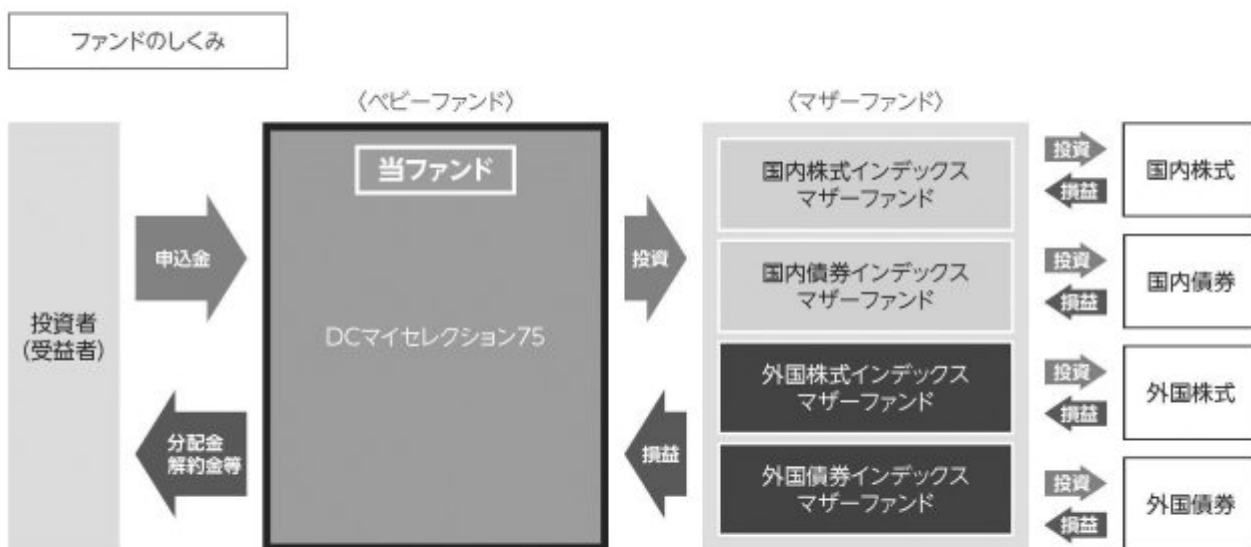 ファンドのしくみ
〈ベビーファンド〉
〈マザーファンド〉
投資者
(受益者)
申込金
分配金
解約金等
当ファンド
DCマイセレクション75
投資
損益
国内株式インデックス
マザーファンド
国内債券インデックス
マザーファンド
外国株式インデックス
マザーファンド
外国債券インデックス
マザーファンド
投資
損益
国内株式
投資
損益
国内債券
投資
損益
外国株式
投資
損益
外国債券